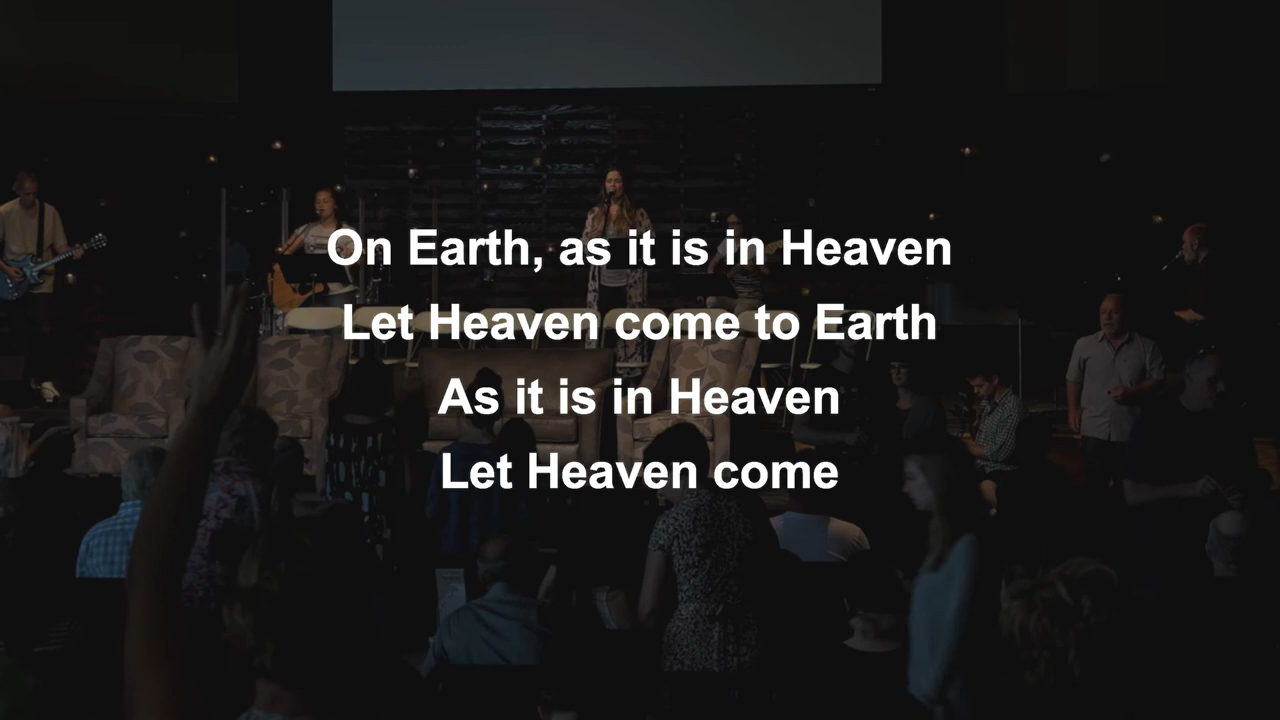 On Earth, as it is in Heaven
Let Heaven come to Earth
As it is in Heaven
Let Heaven come